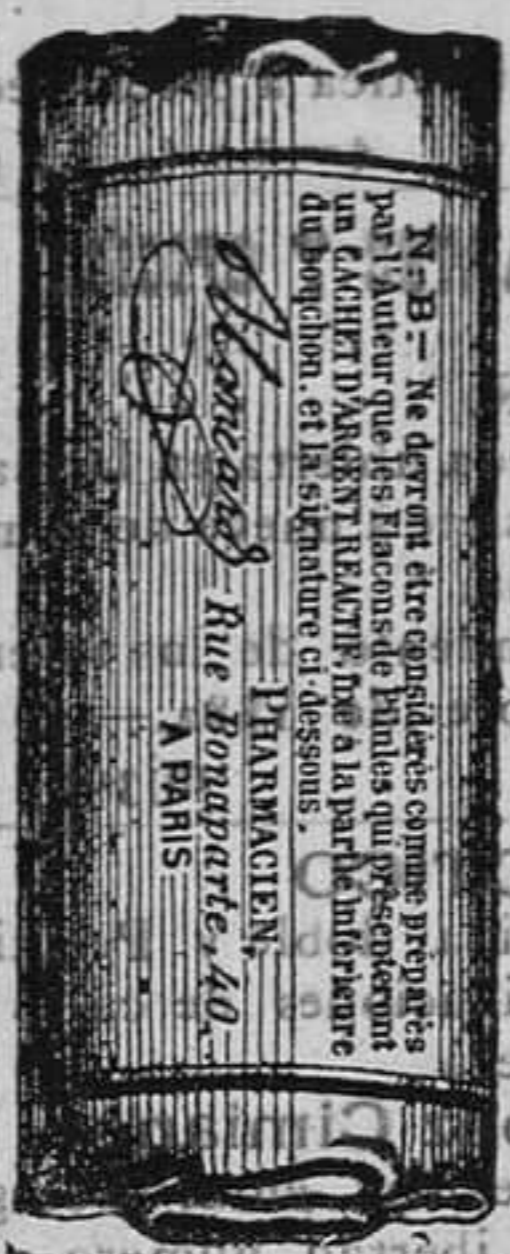 N.-B.- Ne devront être considérés comme préparés
par l'Auteur que les Flacons de Pilules qui présenteront
un CACHET D'ARGENT REACTIF, fixé à la partie inférieure
du Bouchon, et la signature ci-dessous.
Blancard
PHARMACIEN,
Rue Bonaparte, 40.
A PARIS